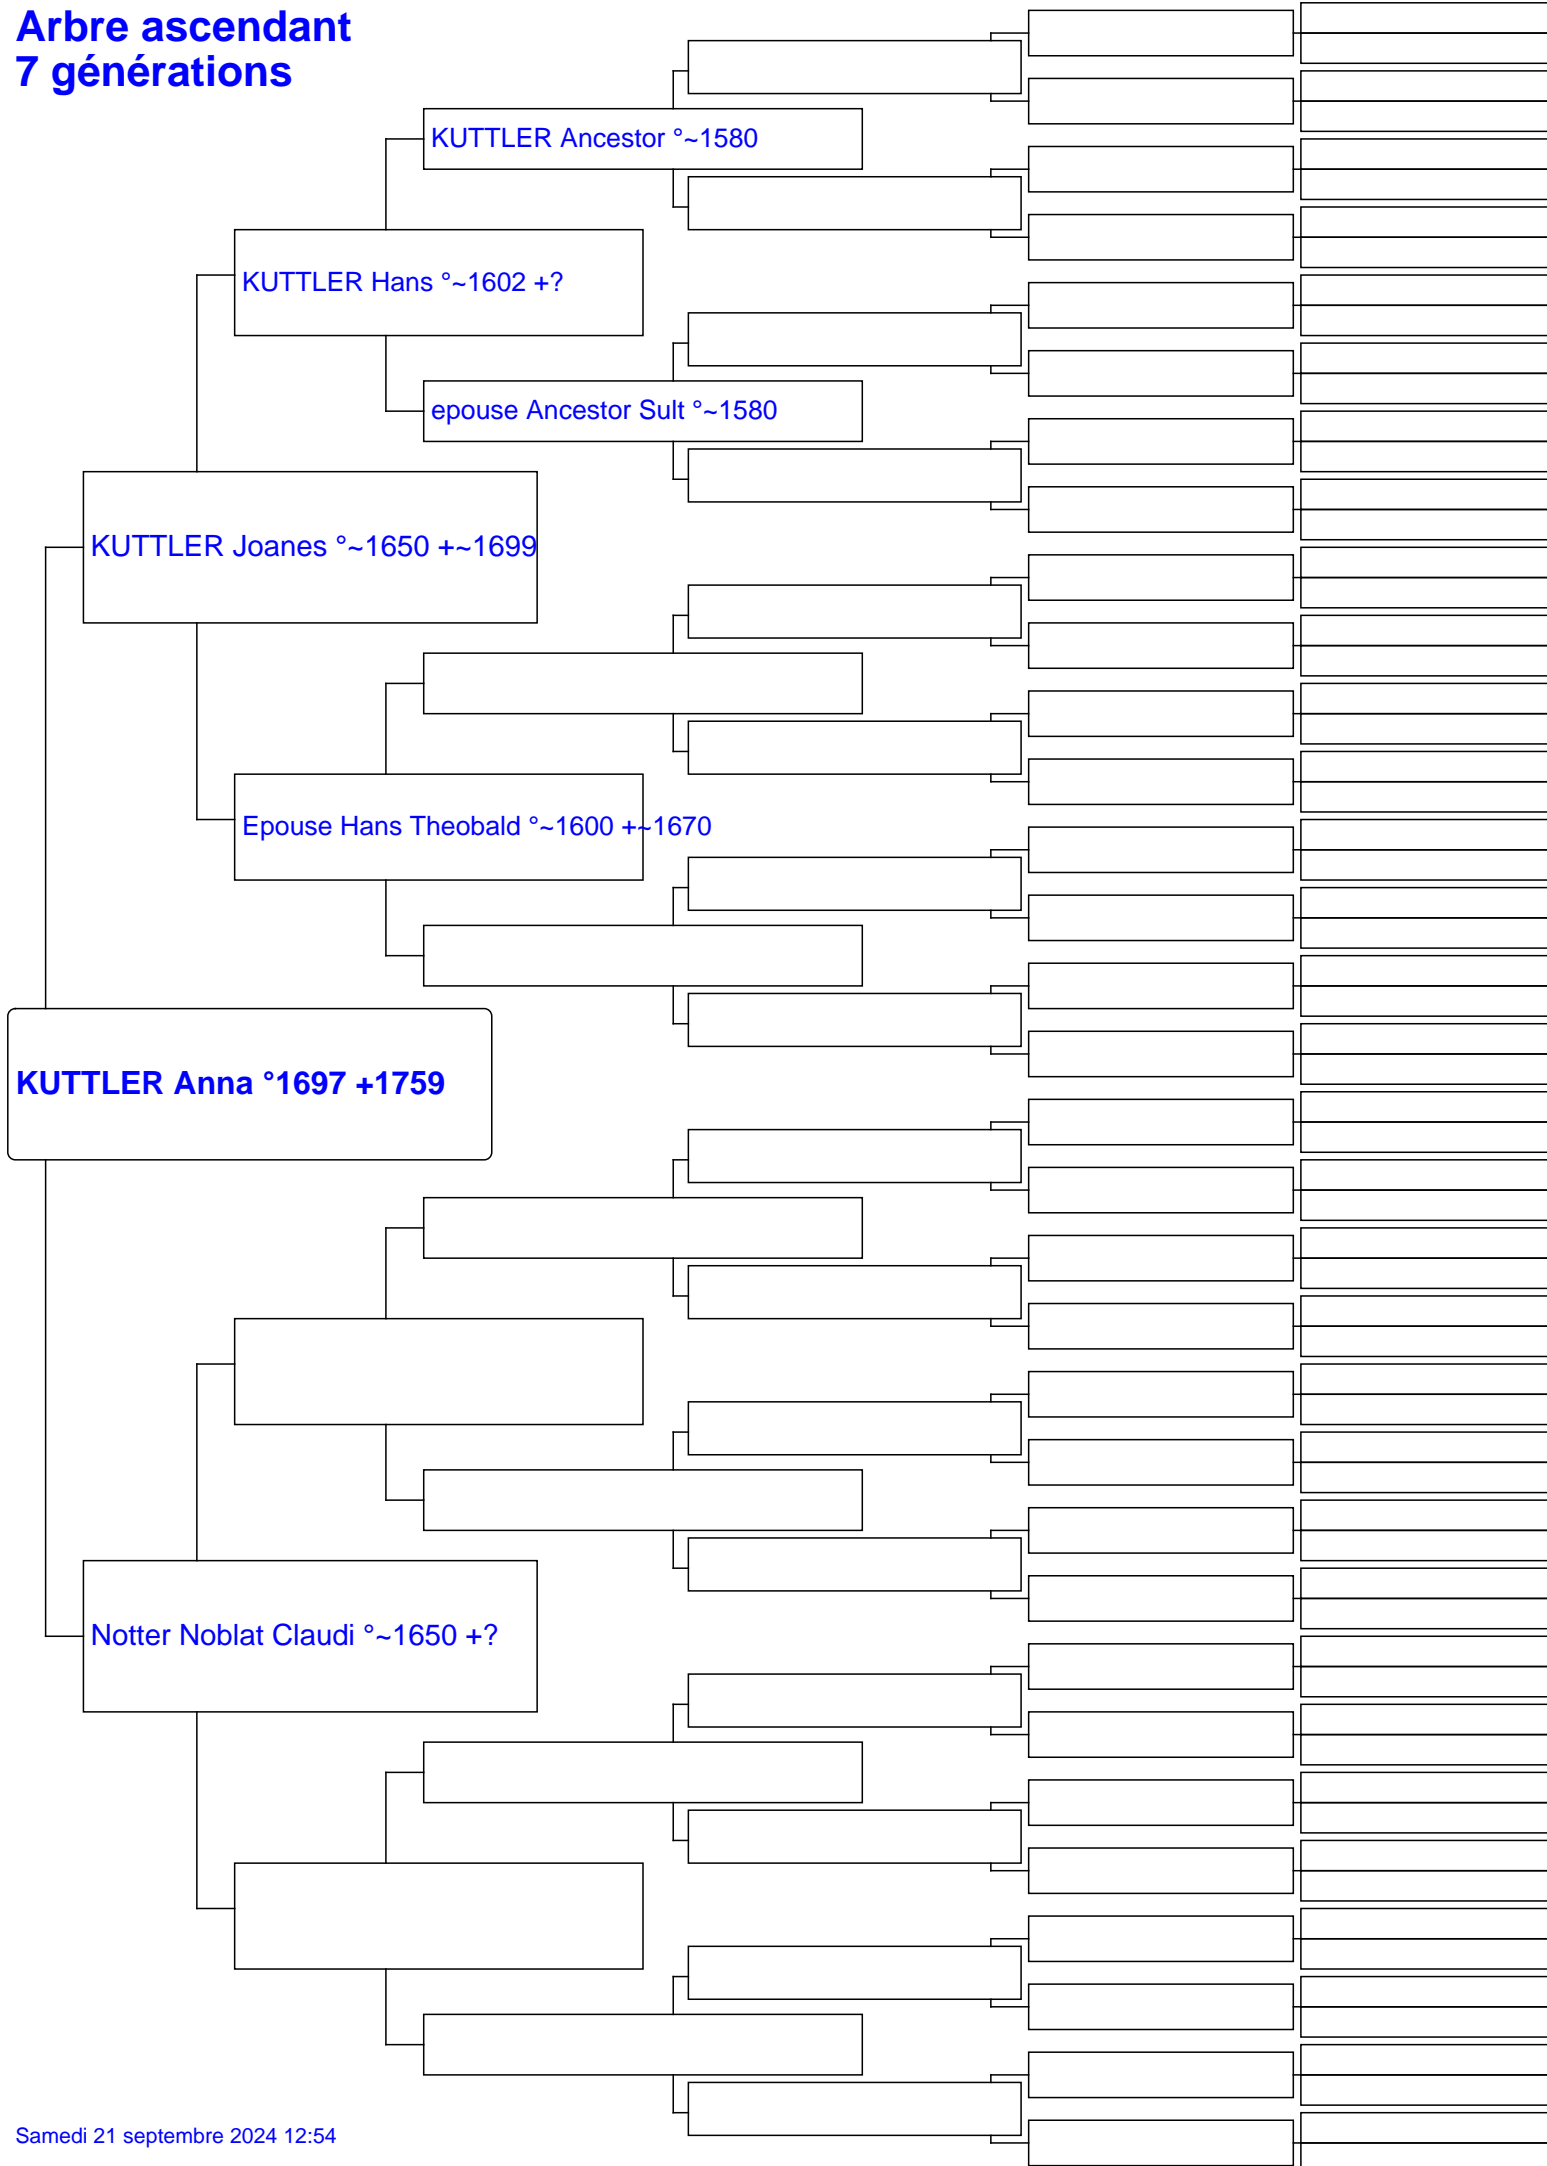 Arbre ascendant
7 générations
KUTTLER Ancestor °~1580
KUTTLER Hans °~1602 +?
epouse Ancestor Sult °~1580
KUTTLER Joanes °~1650 +~1699
Epouse Hans Theobald °~1600 +~1670
KUTTLER Anna °1697 +1759
Notter Noblat Claudi °~1650 +?
Samedi 21 septembre 2024 12:54